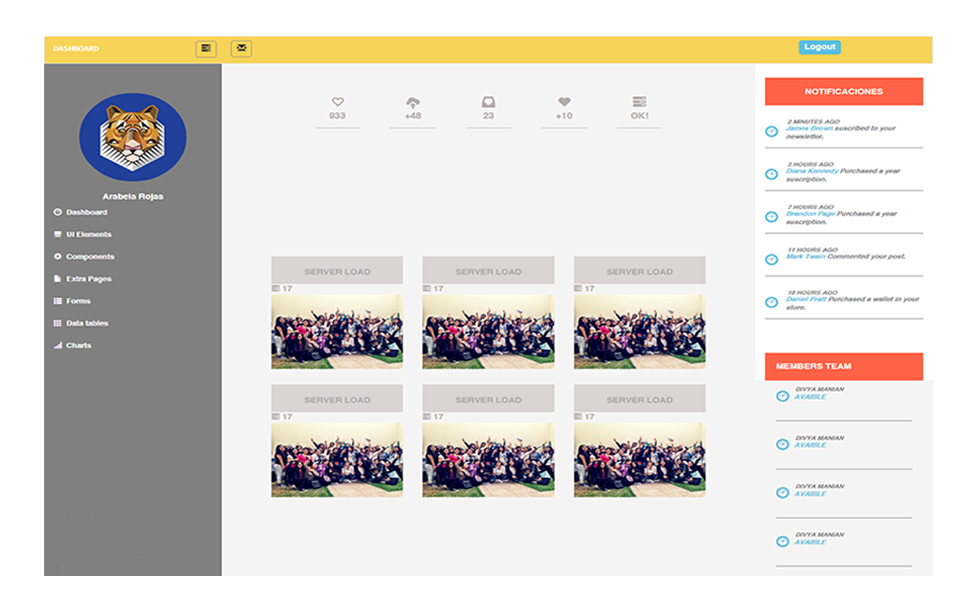 DASHBOARD
Logout
Arabela Rojas
Dashboard
UI Elements
Components
Extra Pages
Forms
Data tables
Charts
933
+48
23
+10
OK!
SERVER LOAD
17
SERVER LOAD
17
SERVER LOAD
17
SERVER LOAD
17
SERVER LOAD
17
SERVER LOAD
17
NOTIFICACIONES
2 MINUTES AGO
James Brown suscribed to your
newsletter.
3 HOURS AGO
Diana Kennedy Purchased a year
suscription.
7 HOURS AGO
Brandon Page Purchased a year
suscription.
11 HOURS AGO
Mark Twain Commented your post.
18 HOURS AGO
Daniel Pratt Purchased a wallet in your
store.
MEMBERS TEAM
DIVYA MANIAN
AVAIBLE
DIVYA MANIAN
AVAIBLE
DIVYA MANIAN
AVAIBLE
DIVYA MANIAN
AVAIBLE